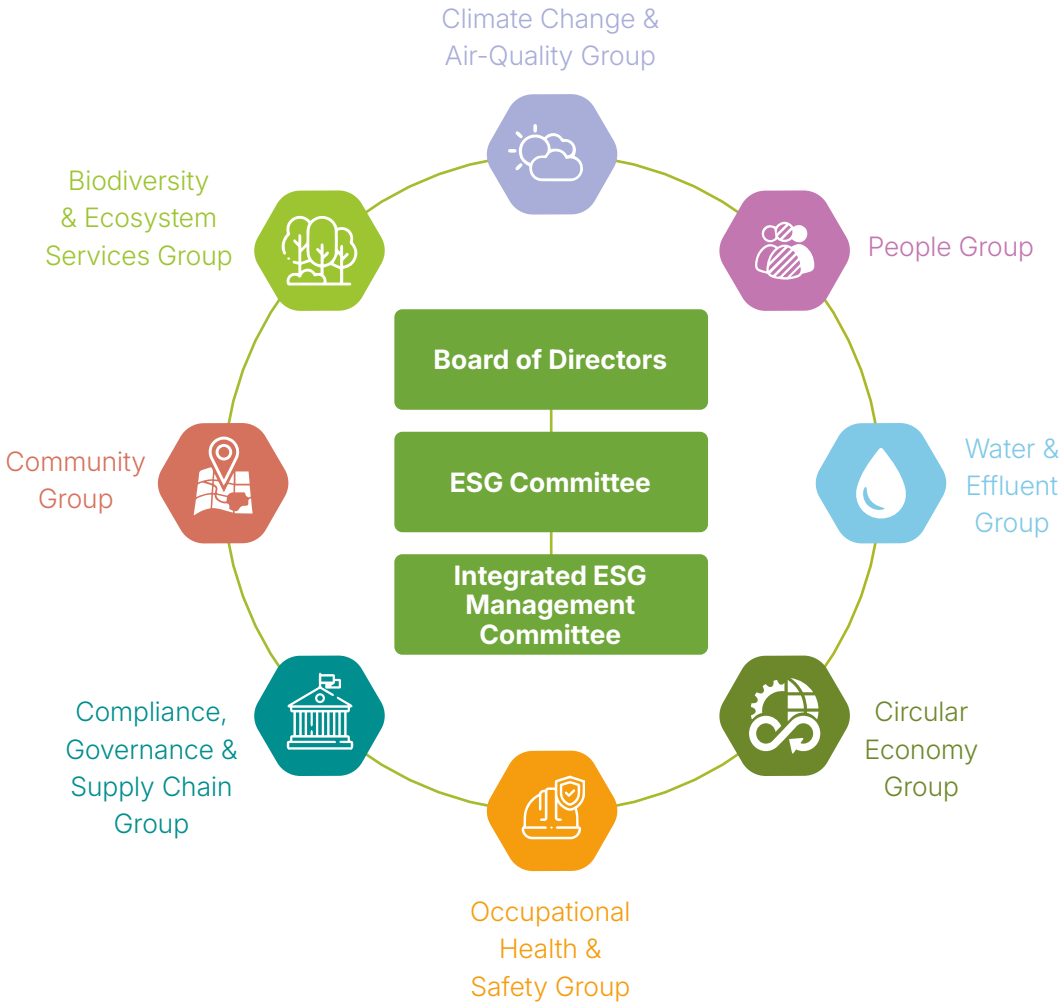 Climate Change &
Air-Quality Group
Biodiversity
& Ecosystem
Services Group
People Group
Board of Directors
Community
Group
ESG Committee
Water &
Effluent
Group
Integrated ESG
Management
Committee
Compliance,
Governance &
Supply Chain
Group
Circular
Economy
Group
Occupational
Health &
Safety Group